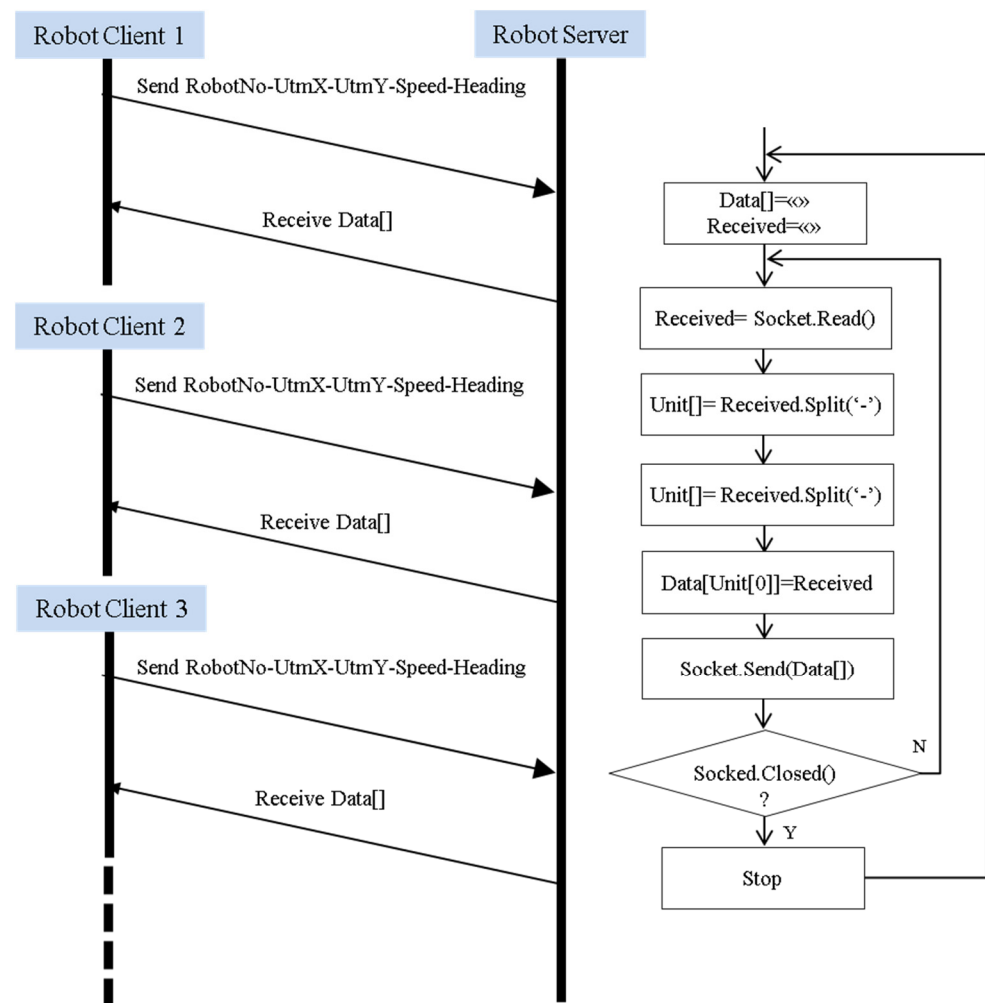 Robot Client 1
Robot Server
Send RobotNo-UtmX-UtmY-Speed-Heading
Receive Data[]
Robot Client 2
Send RobotNo-UtmX-UtmY-Speed-Heading
Receive Data[]
Robot Client 3
Send RobotNo-UtmX-UtmY-Speed-Heading
Receive Data[]
Data[]=«»
Received=«»
Received= Socket.Read()
Unit[]= Received.Split(‘-’)
Unit[]= Received.Split(‘-’)
Data[Unit[0]]=Received
Socket.Send(Data[])
Socked.Closed()
?
N
Y
Stop